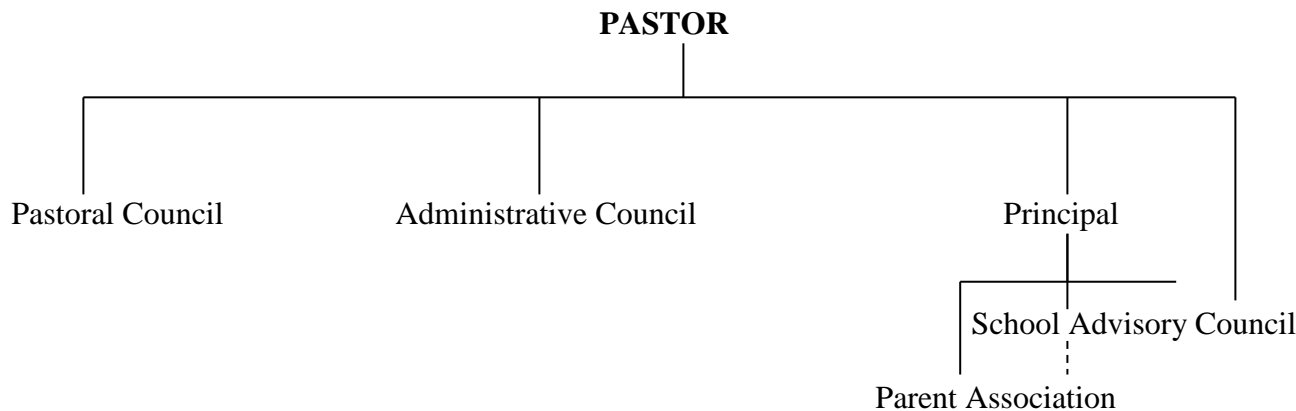 PASTOR
Pastoral Council
Administrative Council
Principal
School Advisory Council
Parent Association